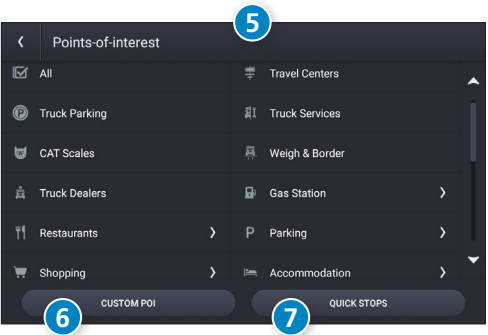 5
Points-of-interest
All
Travel Centers
Truck Parking
Truck Services
CAT Scales
Weigh & Border
Truck Dealers
Gas Station
Restaurants
P Parking
Shopping
Accommodation
CUSTOM POI
QUICK STOPS
6
7